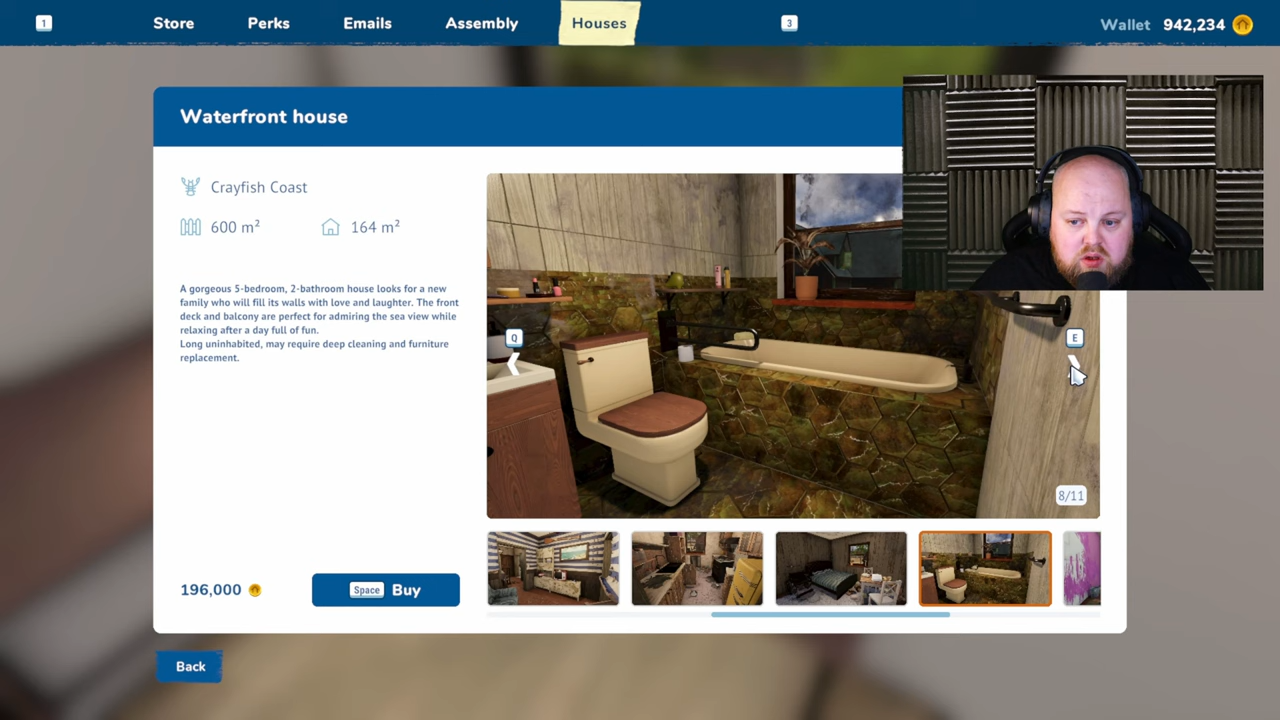 1
Store
Perks
Emails
Assembly
Houses
3
Wallet 942,234
Waterfront house
Crayfish Coast
600 m²
164 m²
A gorgeous 5-bedroom, 2-bathroom house looks for a new
family who will fill its walls with love and laughter. The front
deck and balcony are perfect for admiring the sea view while
relaxing after a day full of fun.
Long uninhabited, may require deep cleaning and furniture
replacement.
Q
E
8/11
196,000
Space Buy
Back